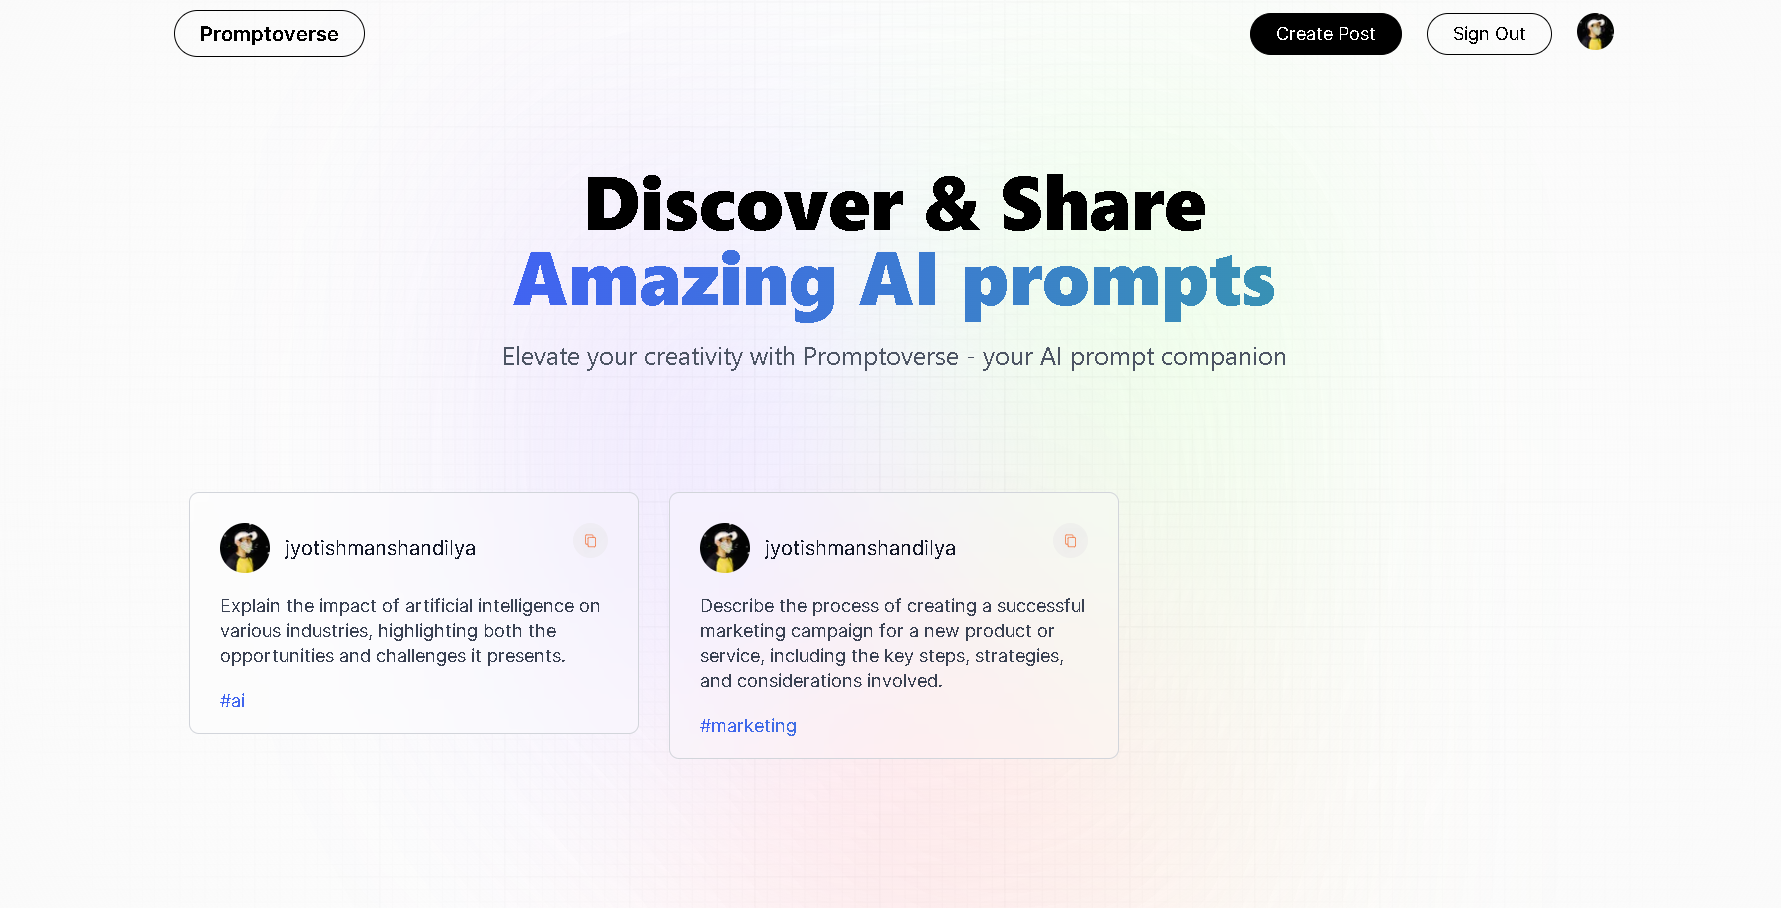 Promptoverse
Create Post
Sign Out
Discover & Share
Amazing AI prompts
Elevate your creativity with Promptoverse - your AI prompt companion
jyotishmanshandilya
Explain the impact of artificial intelligence on
various industries, highlighting both the
opportunities and challenges it presents.
#ai
jyotishmanshandilya
Describe the process of creating a successful
marketing campaign for a new product or
service, including the key steps, strategies,
and considerations involved.
#marketing